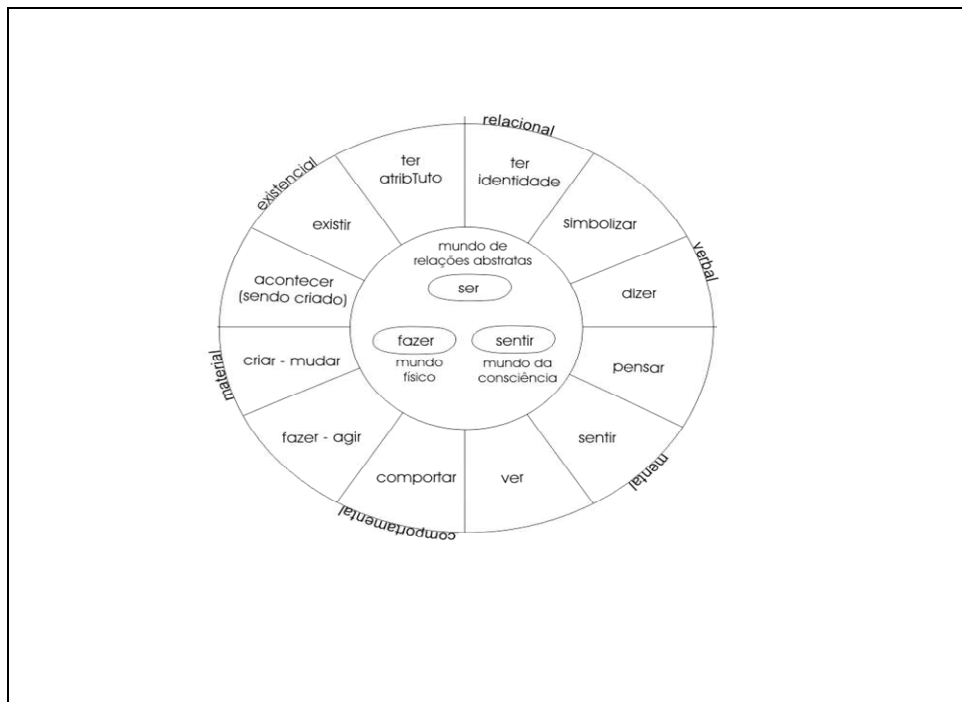 relacional
existencial
ter
atribTuto
ter
identidade
existir
simbolizar
verbal
mundo de
relações abstratas
acontecer
(sendo criado)
ser
dizer
fazer
sentir
material
criar - mudar
mundo
físico
mundo da
consciência
pensar
fazer - agir
sentir
mental
comportar
ver
comportamental